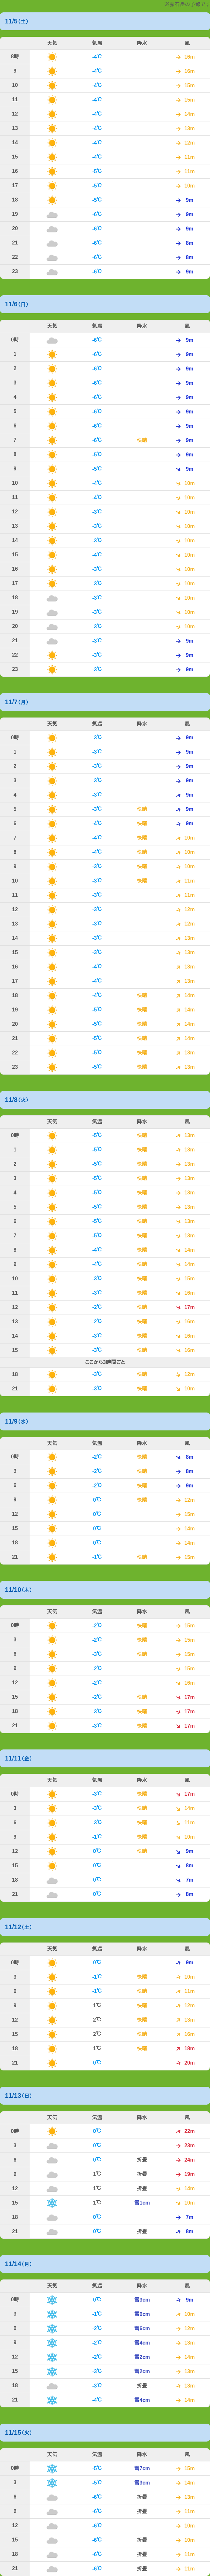 ※釜石線の予報です
11/5(土)
天気 気温 降水 風
8時 -4℃ 16m
9 -4℃ 16m
10 -4℃ 15m
11 -4℃ 15m
12 -4℃ 14m
13 -4℃ 13m
14 -4℃ 12m
15 -4℃ 11m
16 -5℃ 11m
17 -5℃ 10m
18 -5℃ 9m
19 -6℃ 9m
20 -6℃ 9m
21 -6℃ 8m
22 -6℃ 8m
23 -6℃ 9m
11/6(日)
天気 気温 降水 風
0時 -6℃ 9m
1 -6℃ 9m
2 -6℃ 9m
3 -6℃ 9m
4 -6℃ 9m
5 -6℃ 9m
6 -6℃ 9m
7 -6℃ 快晴 9m
8 -5℃ 9m
9 -5℃ 9m
10 -4℃ 10m
11 -4℃ 10m
12 -3℃ 10m
13 -3℃ 10m
14 -3℃ 10m
15 -4℃ 10m
16 -3℃ 10m
17 -3℃ 10m
18 -3℃ 10m
19 -3℃ 10m
20 -3℃ 10m
21 -3℃ 9m
22 -3℃ 9m
23 -3℃ 9m
11/7(月)
天気 気温 降水 風
0時 -3℃ 9m
1 -3℃ 9m
2 -3℃ 9m
3 -3℃ 9m
4 -3℃ 9m
5 -3℃ 快晴 9m
6 -4℃ 快晴 9m
7 -4℃ 快晴 10m
8 -4℃ 快晴 10m
9 -3℃ 快晴 10m
10 -3℃ 快晴 11m
11 -3℃ 11m
12 -3℃ 12m
13 -3℃ 12m
14 -3℃ 13m
15 -3℃ 13m
16 -4℃ 13m
17 -4℃ 13m
18 -4℃ 快晴 14m
19 -5℃ 快晴 14m
20 -5℃ 快晴 14m
21 -5℃ 快晴 14m
22 -5℃ 快晴 13m
23 -5℃ 快晴 13m
11/8(火)
天気 気温 降水 風
0時 -5℃ 快晴 13m
1 -5℃ 快晴 13m
2 -5℃ 快晴 13m
3 -5℃ 快晴 13m
4 -5℃ 快晴 13m
5 -5℃ 快晴 13m
6 -5℃ 快晴 13m
7 -5℃ 快晴 13m
8 -4℃ 快晴 14m
9 -4℃ 快晴 14m
10 -3℃ 快晴 15m
11 -3℃ 快晴 16m
12 -2℃ 快晴 17m
13 -2℃ 快晴 16m
14 -3℃ 快晴 16m
15 -3℃ 快晴 16m
ここから3時間ごと
18 -3℃ 快晴 12m
21 -3℃ 快晴 10m
11/9(水)
天気 気温 降水 風
0時 -2℃ 快晴 8m
3 -2℃ 快晴 8m
6 -2℃ 快晴 9m
9 0℃ 快晴 12m
12 0℃ 15m
15 0℃ 14m
18 0℃ 14m
21 -1℃ 快晴 15m
11/10(木)
天気 気温 降水 風
0時 -2℃ 快晴 15m
3 -2℃ 快晴 15m
6 -3℃ 快晴 15m
9 -2℃ 15m
12 -2℃ 16m
15 -2℃ 快晴 17m
18 -3℃ 快晴 17m
21 -3℃ 快晴 17m
11/11(金)
天気 気温 降水 風
0時 -3℃ 快晴 17m
3 -3℃ 快晴 14m
6 -3℃ 快晴 11m
9 -1℃ 快晴 10m
12 0℃ 快晴 9m
15 0℃ 8m
18 0℃ 7m
21 0℃ 8m
11/12(土)
天気 気温 降水 風
0時 0℃ 9m
3 -1℃ 快晴 10m
6 -1℃ 快晴 11m
9 1℃ 快晴 12m
12 2℃ 快晴 13m
15 2℃ 快晴 16m
18 1℃ 快晴 18m
21 0℃ 20m
11/13(日)
天気 気温 降水 風
0時 0℃ 22m
3 0℃ 23m
6 0℃ 折畳 24m
9 1℃ 折畳 19m
12 1℃ 折畳 14m
15 1℃ 雪1cm 10m
18 0℃ 折畳 7m
21 0℃ 折畳 8m
11/14(月)
天気 気温 降水 風
0時 0℃ 雪3cm 9m
3 -1℃ 雪6cm 10m
6 -2℃ 雪6cm 12m
9 -2℃ 雪4cm 13m
12 -2℃ 雪2cm 14m
15 -3℃ 雪2cm 13m
18 -3℃ 折畳 13m
21 -4℃ 雪4cm 14m
11/15(火)
天気 気温 降水 風
0時 -5℃ 雪7cm 15m
3 -5℃ 雪3cm 14m
6 -6℃ 折畳 13m
9 -6℃ 折畳 11m
12 -6℃ 10m
15 -6℃ 折畳 10m
18 -6℃ 折畳 11m
21 -6℃ 折畳 11m